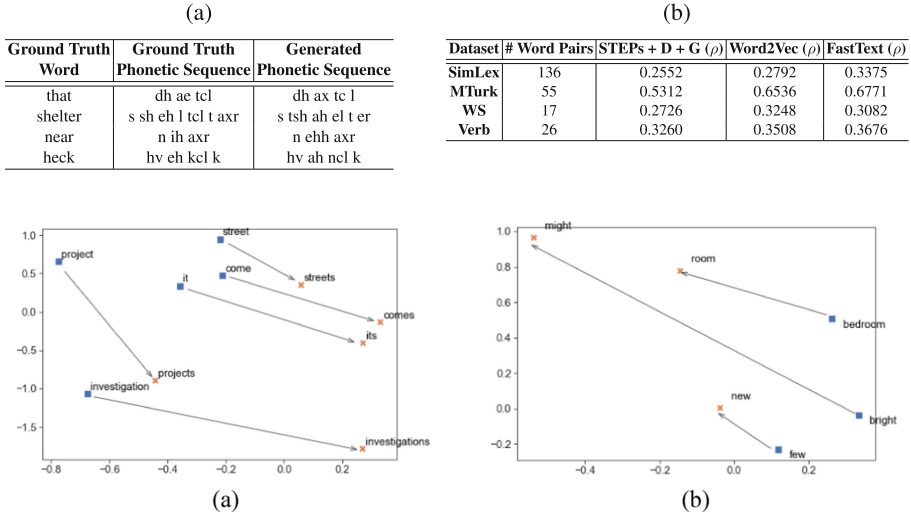 (a)
Ground Truth Word | Ground Truth Phonetic Sequence | Generated Phonetic Sequence
that | dh ae tcl | dh ax tc l
shelter | s sh eh l tcl t axr | s tsh ah el t er
near | n ih axr | n ehh axr
heck | hv eh kcl k | hv ah ncl k
(b)
Dataset | # Word Pairs | STEPs + D + G (ρ) | Word2Vec (ρ) | FastText (ρ)
SimLex | 136 | 0.2552 | 0.2792 | 0.3375
MTurk | 55 | 0.5312 | 0.6536 | 0.6771
WS | 17 | 0.2726 | 0.3248 | 0.3082
Verb | 26 | 0.3260 | 0.3508 | 0.3676
1.0
0.5
0.0
−0.5
−1.0
−1.5
street
project
come
it
streets
comes
its
projects
investigation
investigations
−0.8 −0.6 −0.4 −0.2 0.0 0.2
(a)
1.0
0.8
0.6
0.4
0.2
0.0
−0.2
might
room
bedroom
new
bright
few
−0.4 −0.2 0.0 0.2
(b)